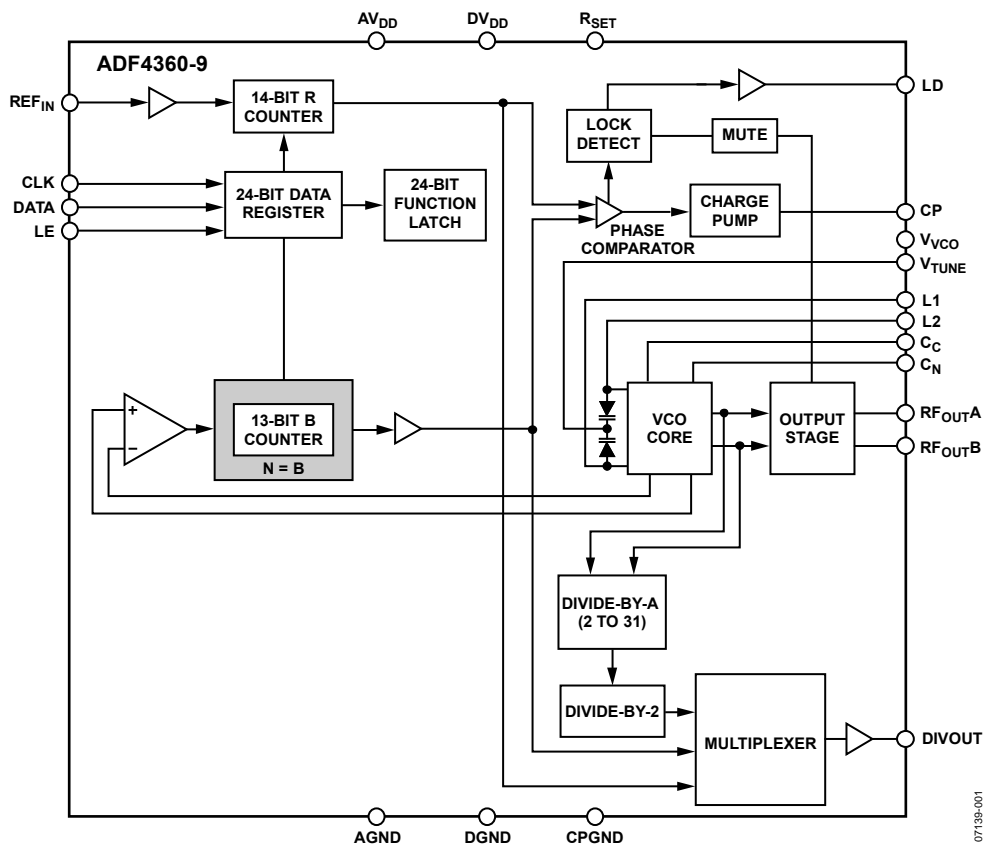 AVDD
DVDD
RSET
ADF4360-9
REFIN
14-BIT R
COUNTER
LD
LOCK
DETECT
MUTE
CLK
DATA
LE
24-BIT DATA
REGISTER
24-BIT
FUNCTION
LATCH
PHASE
COMPARATOR
CHARGE
PUMP
CP
VVCO
VTUNE
L1
L2
CC
CN
+
–
13-BIT B
COUNTER
N = B
VCO
CORE
OUTPUT
STAGE
RFOUTA
RFOUTB
DIVIDE-BY-A
(2 TO 31)
DIVIDE-BY-2
MULTIPLEXER
DIVOUT
AGND
DGND
CPGND
07139-001